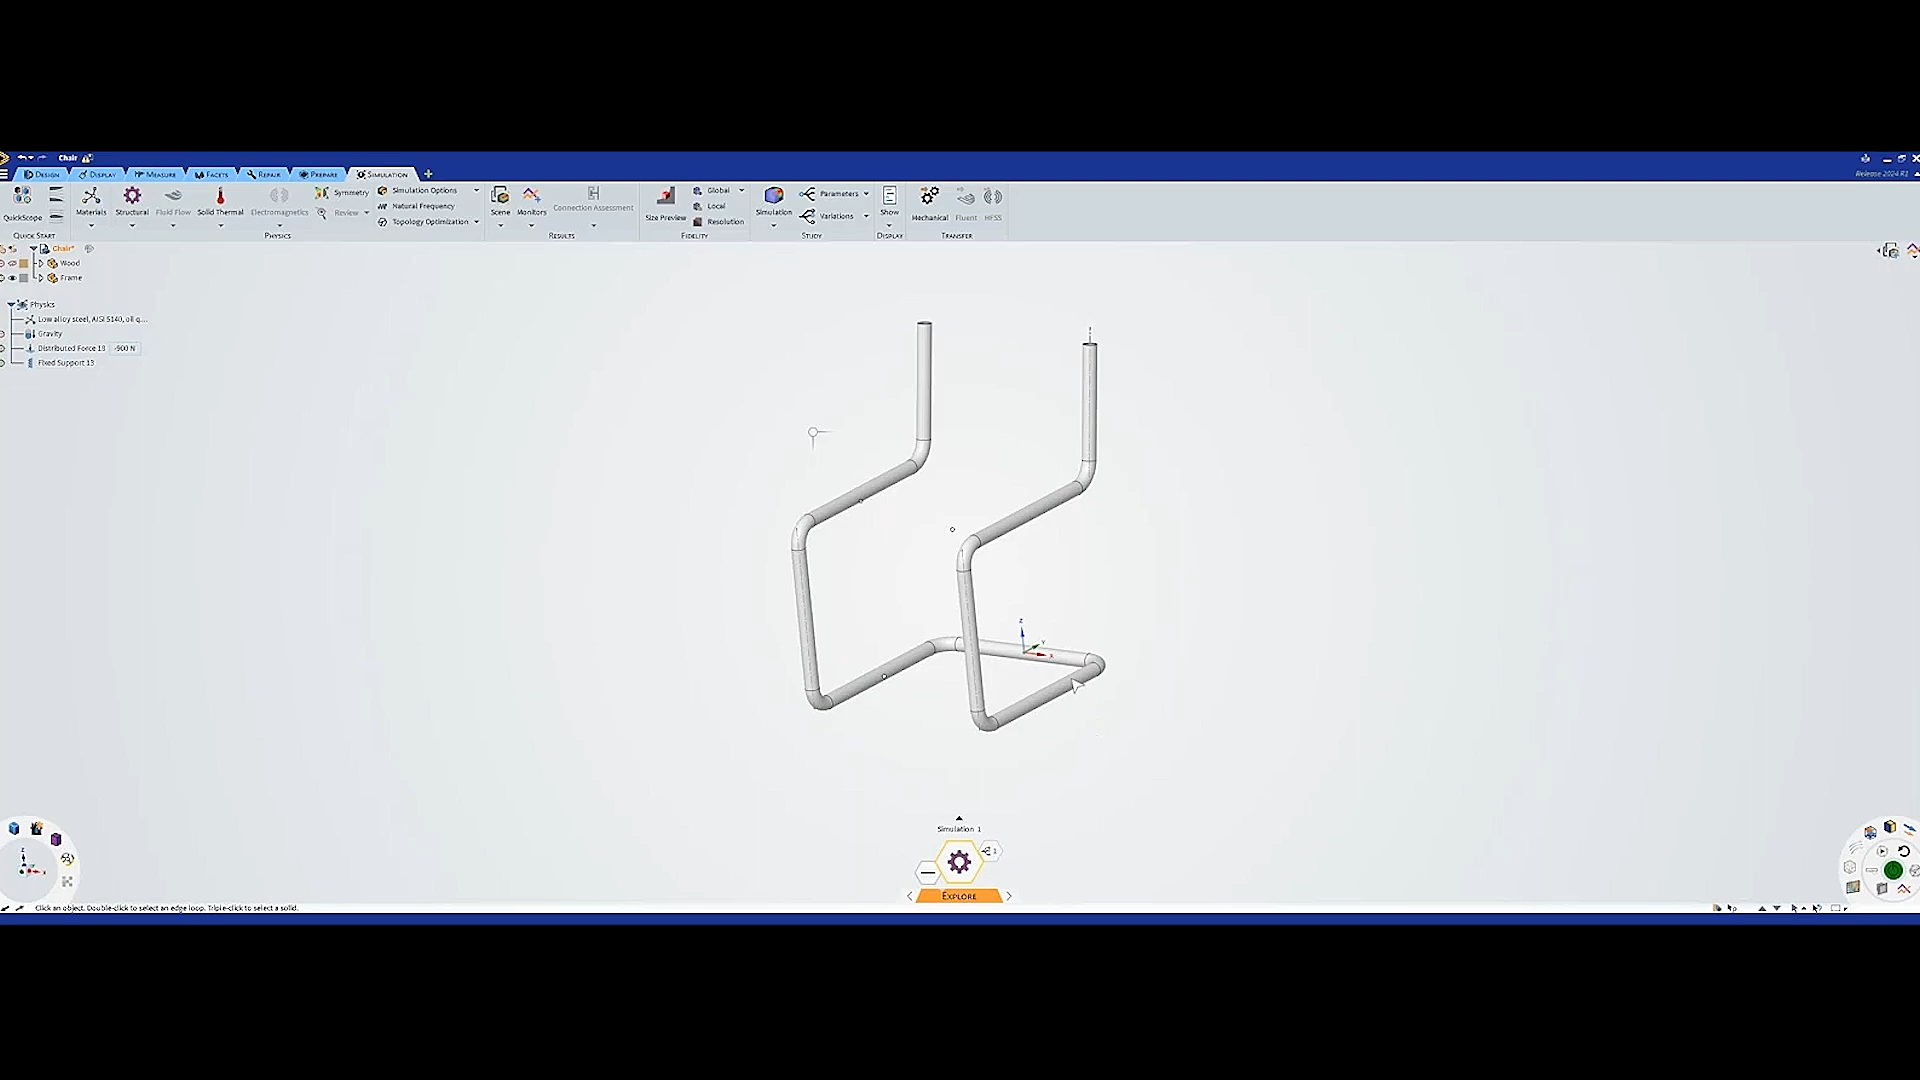 Chair
DESIGN DISPLAY MEASURE FACETS REPAIR PREPARE SIMULATION
Release 2024 R1
QuickScope Materials Structural Fluid Flow Solid Thermal Electromagnetics
Symmetry
Review
Simulation Options
Natural Frequency
Topology Optimization
Scene Monitors Connection Assessment
Size Preview
Global
Local
Resolution
Simulation
Parameters
Variations
Show
Mechanical Fluent HFSS
QUICK START PHYSICS RESULTS FIDELITY STUDY DISPLAY TRANSFER
Chair*
Wood
Frame
Physics
Low alloy steel, AISI 5140, oil q...
Gravity
Distributed Force 13 -900 N
Fixed Support 13
Z
Y
X
Simulation 1
1
EXPLORE
Z
X
Click an object. Double-click to select an edge loop. Triple-click to select a solid.